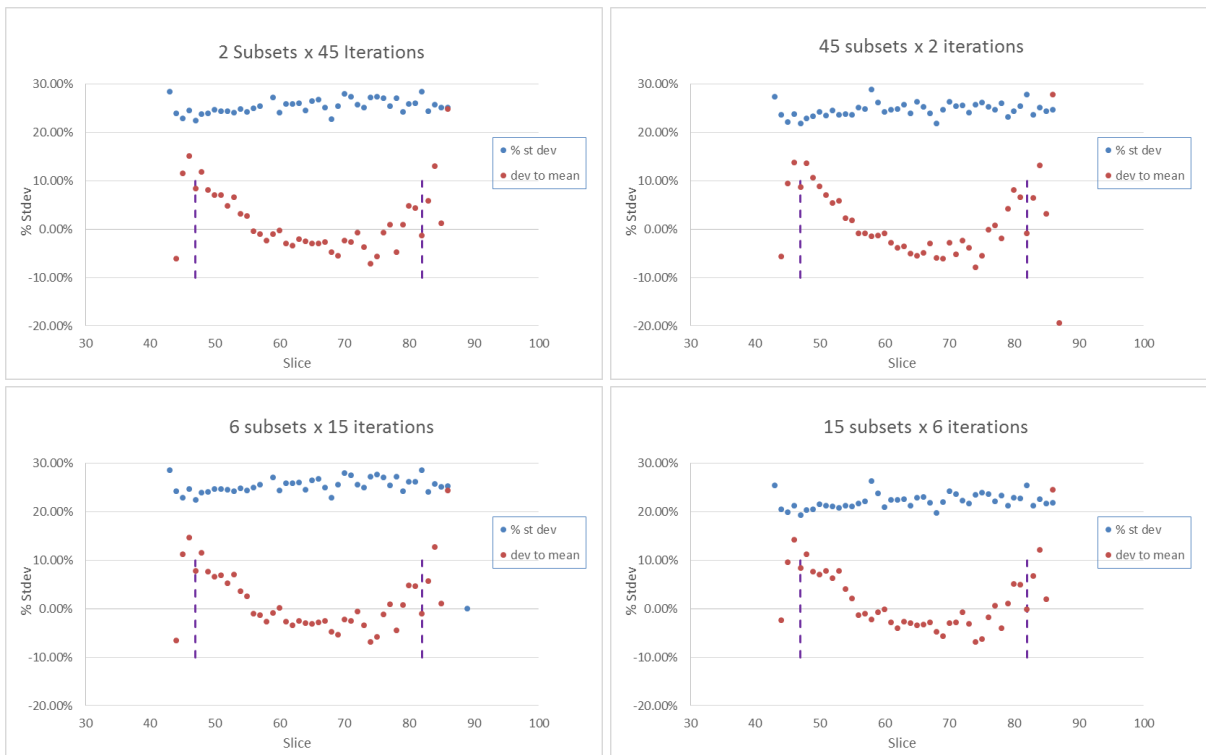 2 Subsets x 45 Iterations
30.00%
20.00%
10.00%
0.00%
-10.00%
-20.00%
% Stdev
30 40 50 60 70 80 90 100
Slice
% st dev
dev to mean
45 subsets x 2 iterations
30.00%
20.00%
10.00%
0.00%
-10.00%
-20.00%
% Stdev
30 40 50 60 70 80 90 100
Slice
% st dev
dev to mean
6 subsets x 15 iterations
30.00%
20.00%
10.00%
0.00%
-10.00%
-20.00%
% Stdev
30 40 50 60 70 80 90 100
Slice
% st dev
dev to mean
15 subsets x 6 iterations
30.00%
20.00%
10.00%
0.00%
-10.00%
-20.00%
% Stdev
30 40 50 60 70 80 90 100
Slice
% st dev
dev to mean